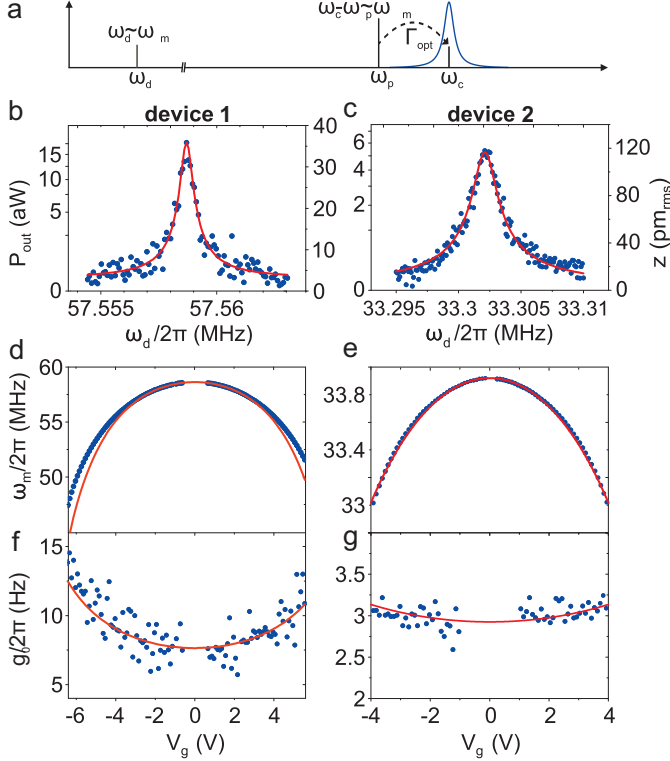 a
ω_d~ω_m
ω_c-ω_p~ω_m
Γ_opt
ω_d
ω_p
ω_c
b
device 1
15
10
5
0
P_out (aW)
40
30
20
10
0
57.555
57.56
ω_d/2π (MHz)
c
device 2
6
4
2
0
120
80
40
0
z (pm_rms)
33.295
33.3
33.305
33.31
ω_d/2π (MHz)
d
60
58
50
ω_m/2π (MHz)
e
33.8
33.4
33
f
15
10
5
g_0/2π (Hz)
-6
-4
-2
0
2
4
V_g (V)
g
3.5
3
2.5
2
-4
-2
0
2
4
V_g (V)